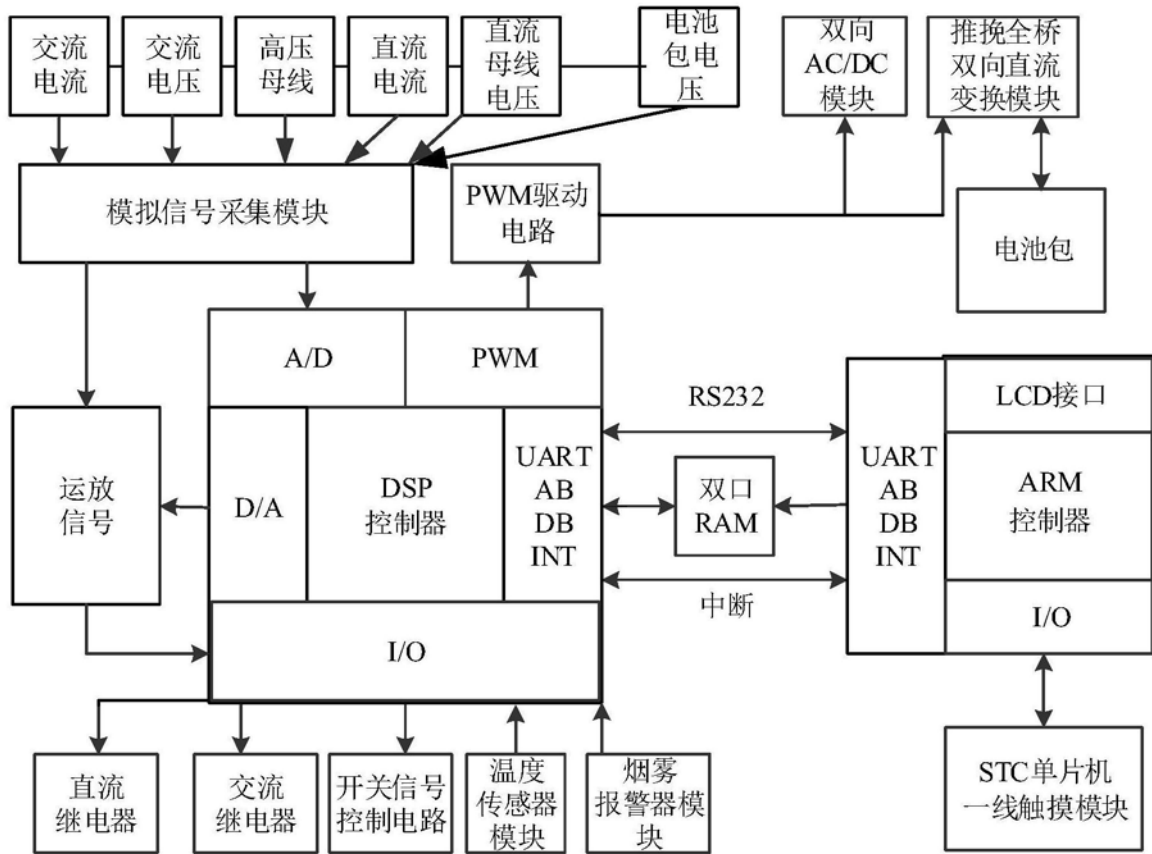 交流
电流
交流
电压
高压
母线
直流
电流
直流
母线
电压
电池
包电
压
双向
AC/DC
模块
推挽全桥
双向直流
变换模块
模拟信号采集模块
PWM驱动
电路
电池包
A/D
PWM
运放
信号
D/A
DSP
控制器
UART
AB
DB
INT
RS232
双口
RAM
中断
UART
AB
DB
INT
LCD接口
ARM
控制器
I/O
I/O
直流
继电器
交流
继电器
开关信号
控制电路
温度
传感器
模块
烟雾
报警器模
块
STC单片机
一线触摸模块